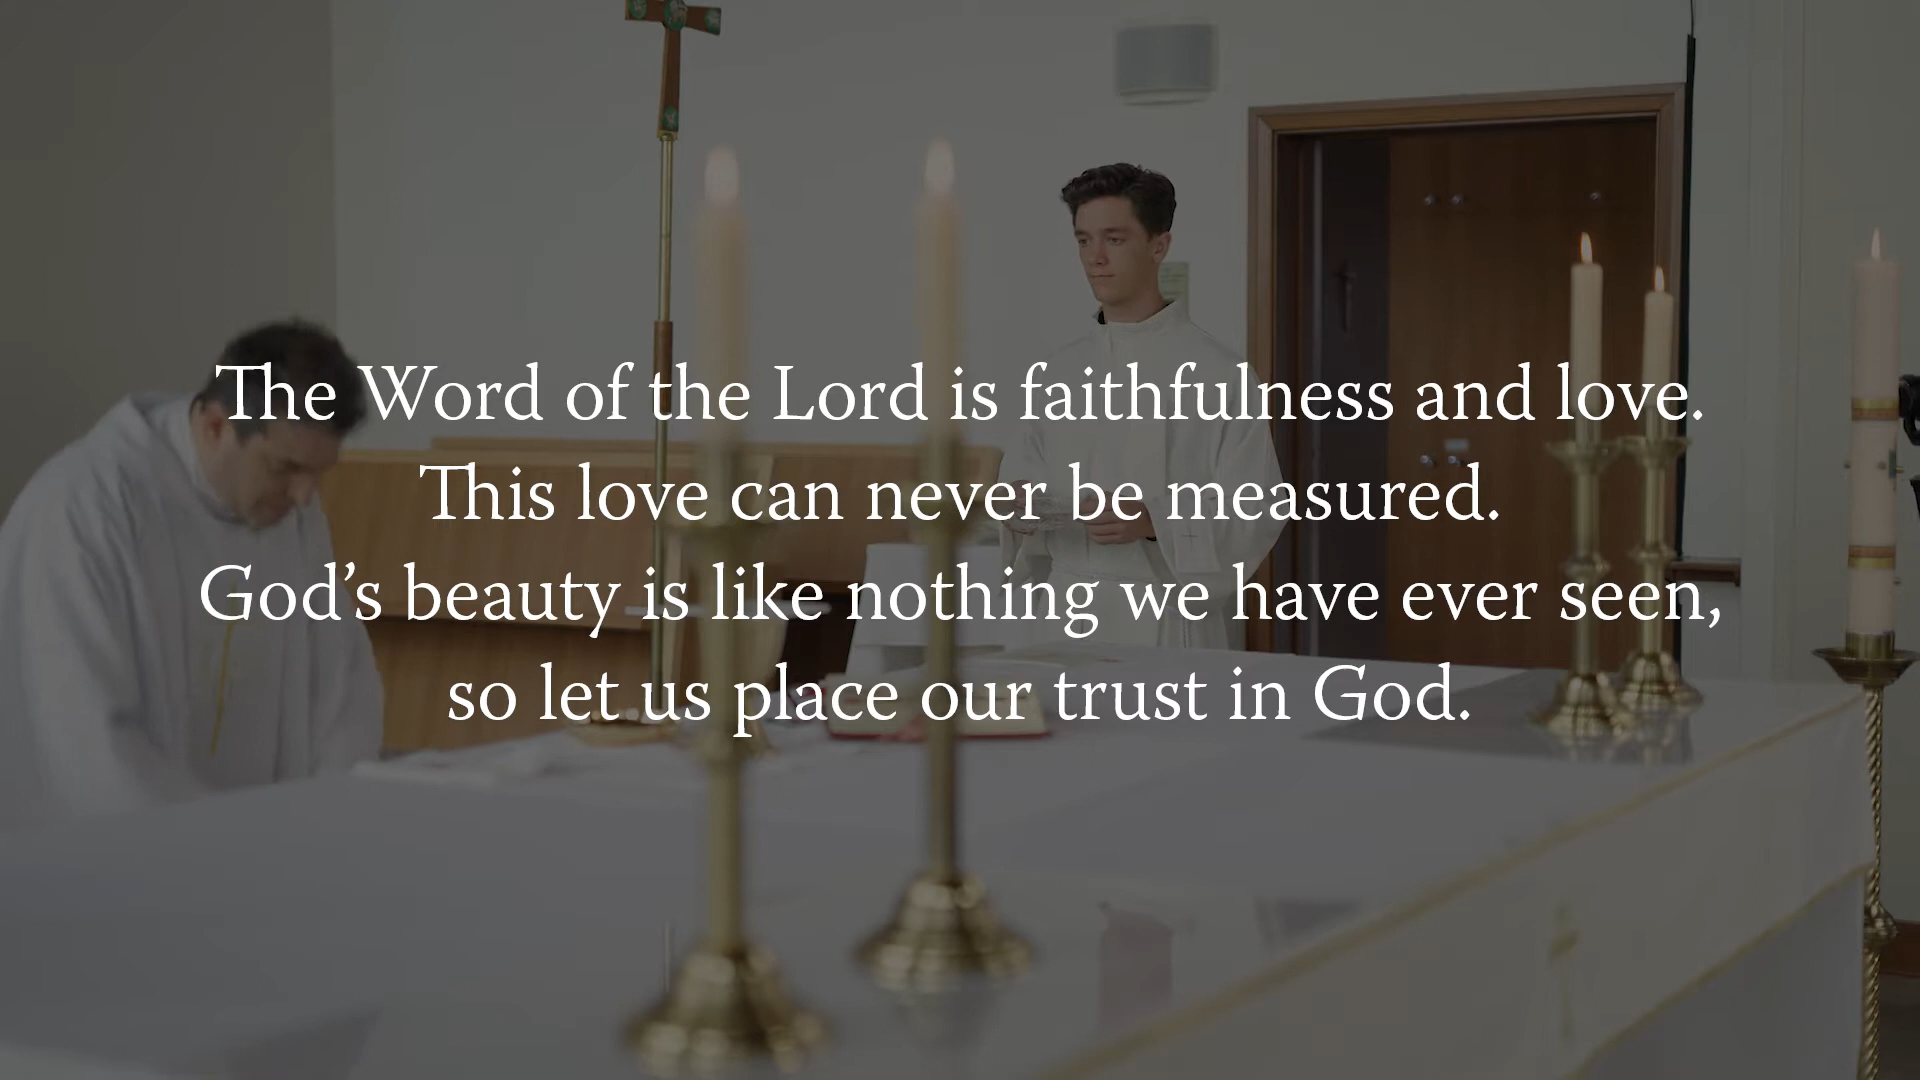 The Word of the Lord is faithfulness and love.
This love can never be measured.
God’s beauty is like nothing we have ever seen,
so let us place our trust in God.